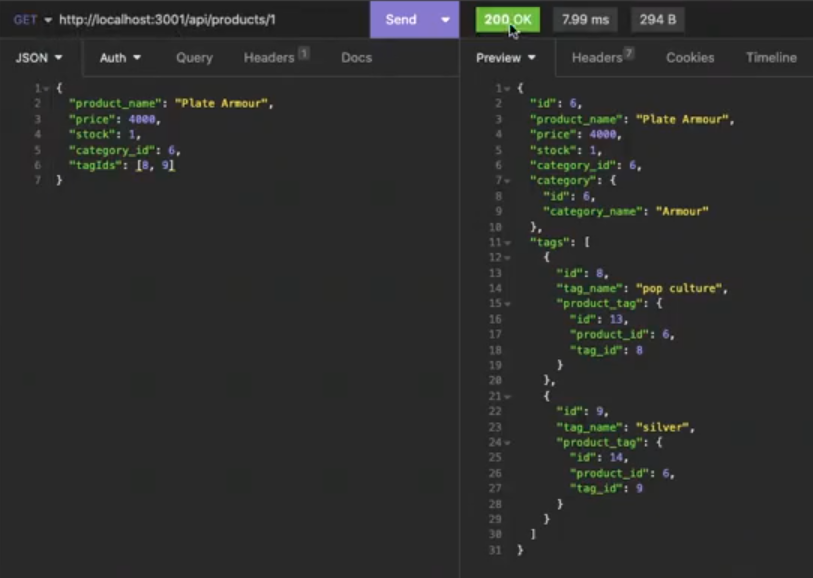 GET http://localhost:3001/api/products/1 Send 200 OK 7.99 ms 294 B
JSON Auth Query Headers 1 Docs Preview Headers 7 Cookies Timeline
1 {
2 "product_name": "Plate Armour",
3 "price": 4000,
4 "stock": 1,
5 "category_id": 6,
6 "tagIds": [8, 9]
7 }
1 {
2 "id": 6,
3 "product_name": "Plate Armour",
4 "price": 4000,
5 "stock": 1,
6 "category_id": 6,
7 "category": {
8 "id": 6,
9 "category_name": "Armour"
10 },
11 "tags": [
12 {
13 "id": 8,
14 "tag_name": "pop culture",
15 "product_tag": {
16 "id": 13,
17 "product_id": 6,
18 "tag_id": 8
19 }
20 },
21 {
22 "id": 9,
23 "tag_name": "silver",
24 "product_tag": {
25 "id": 14,
26 "product_id": 6,
27 "tag_id": 9
28 }
29 }
30 ]
31 }